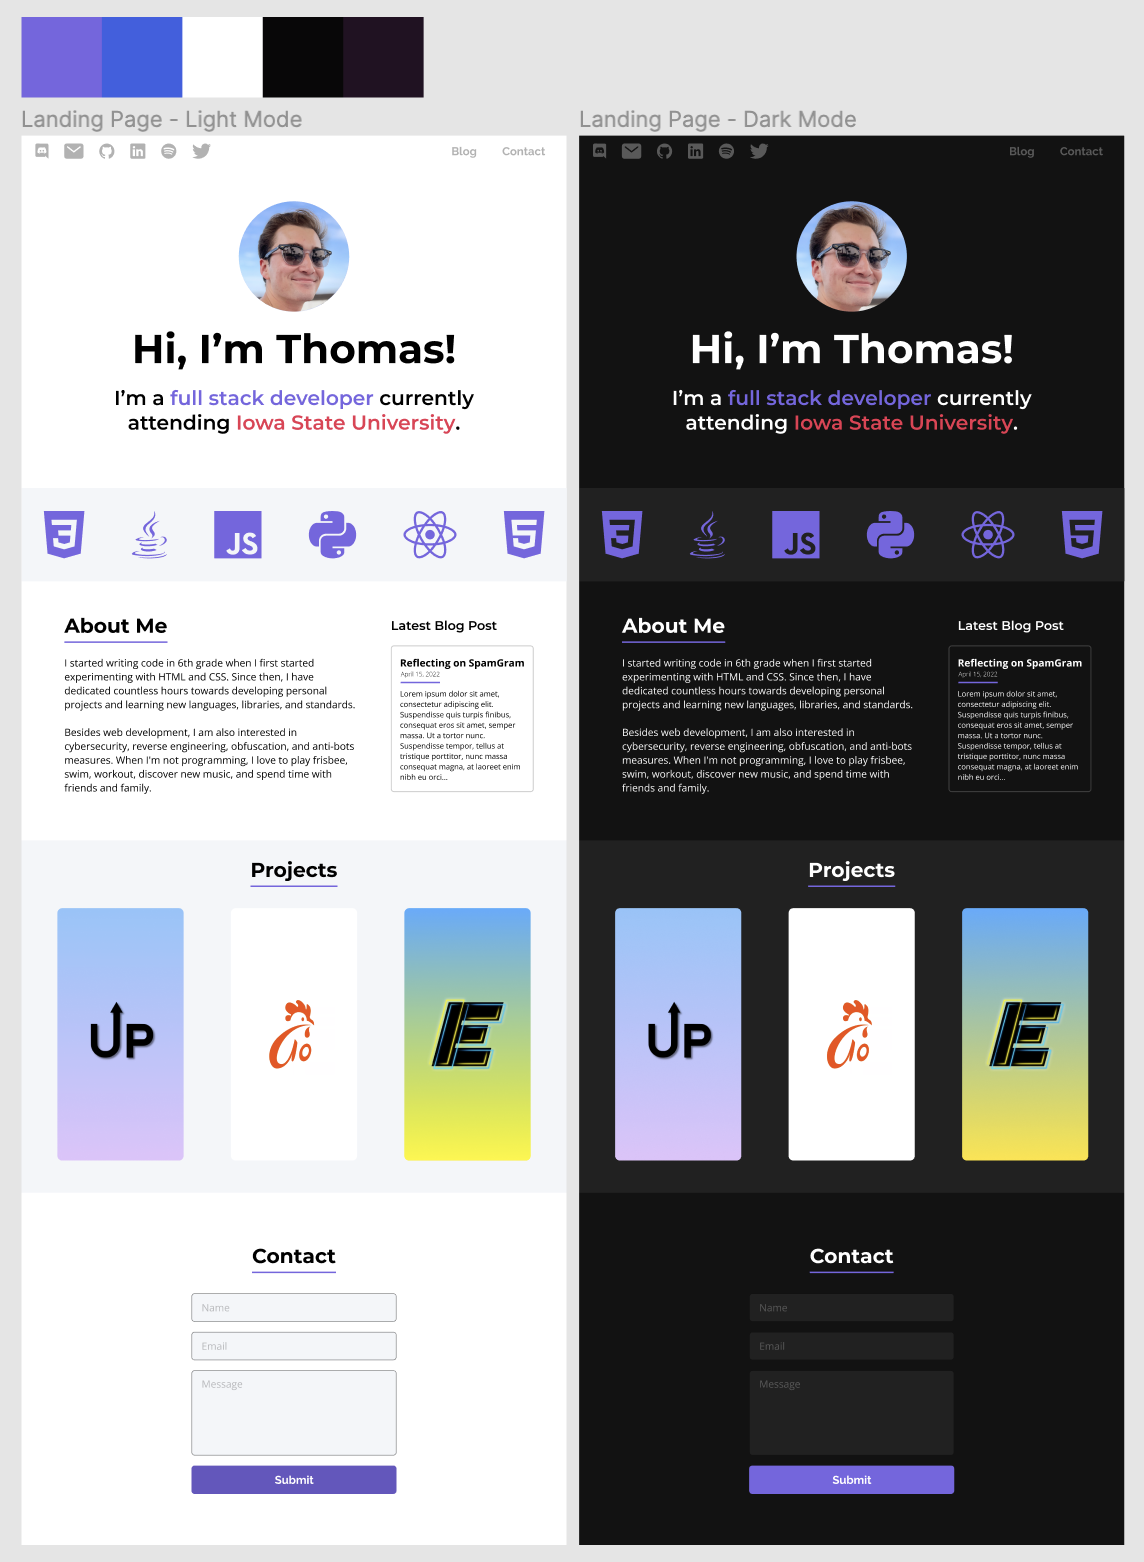 Landing Page - Light Mode
Blog Contact
Hi, I’m Thomas!
I’m a full stack developer currently
attending Iowa State University.
3
JS
5
About Me
I started writing code in 6th grade when I first started
experimenting with HTML and CSS. Since then, I have
dedicated countless hours towards developing personal
projects and learning new languages, libraries, and standards.
Besides web development, I am also interested in
cybersecurity, reverse engineering, obfuscation, and anti-bots
measures. When I'm not programming, I love to play frisbee,
swim, workout, discover new music, and spend time with
friends and family.
Latest Blog Post
Reflecting on SpamGram
April 15, 2022
Lorem ipsum dolor sit amet,
consectetur adipiscing elit.
Suspendisse quis turpis finibus,
consequat eros sit amet, semper
massa. Ut a tortor nunc.
Suspendisse tempor, tellus at
tristique porttitor, nunc massa
consequat magna, at laoreet enim
nibh eu orci...
Projects
UP
Go
E
Contact
Name
Email
Message
Submit
Landing Page - Dark Mode
Blog Contact
Hi, I’m Thomas!
I’m a full stack developer currently
attending Iowa State University.
3
JS
5
About Me
I started writing code in 6th grade when I first started
experimenting with HTML and CSS. Since then, I have
dedicated countless hours towards developing personal
projects and learning new languages, libraries, and standards.
Besides web development, I am also interested in
cybersecurity, reverse engineering, obfuscation, and anti-bots
measures. When I'm not programming, I love to play frisbee,
swim, workout, discover new music, and spend time with
friends and family.
Latest Blog Post
Reflecting on SpamGram
April 15, 2022
Lorem ipsum dolor sit amet,
consectetur adipiscing elit.
Suspendisse quis turpis finibus,
consequat eros sit amet, semper
massa. Ut a tortor nunc.
Suspendisse tempor, tellus at
tristique porttitor, nunc massa
consequat magna, at laoreet enim
nibh eu orci...
Projects
UP
Go
E
Contact
Name
Email
Message
Submit